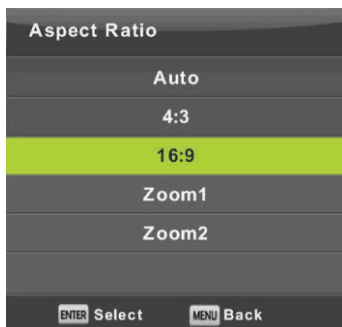 Aspect Ratio
Auto
4:3
16:9
Zoom1
Zoom2
ENTER Select MENU Back